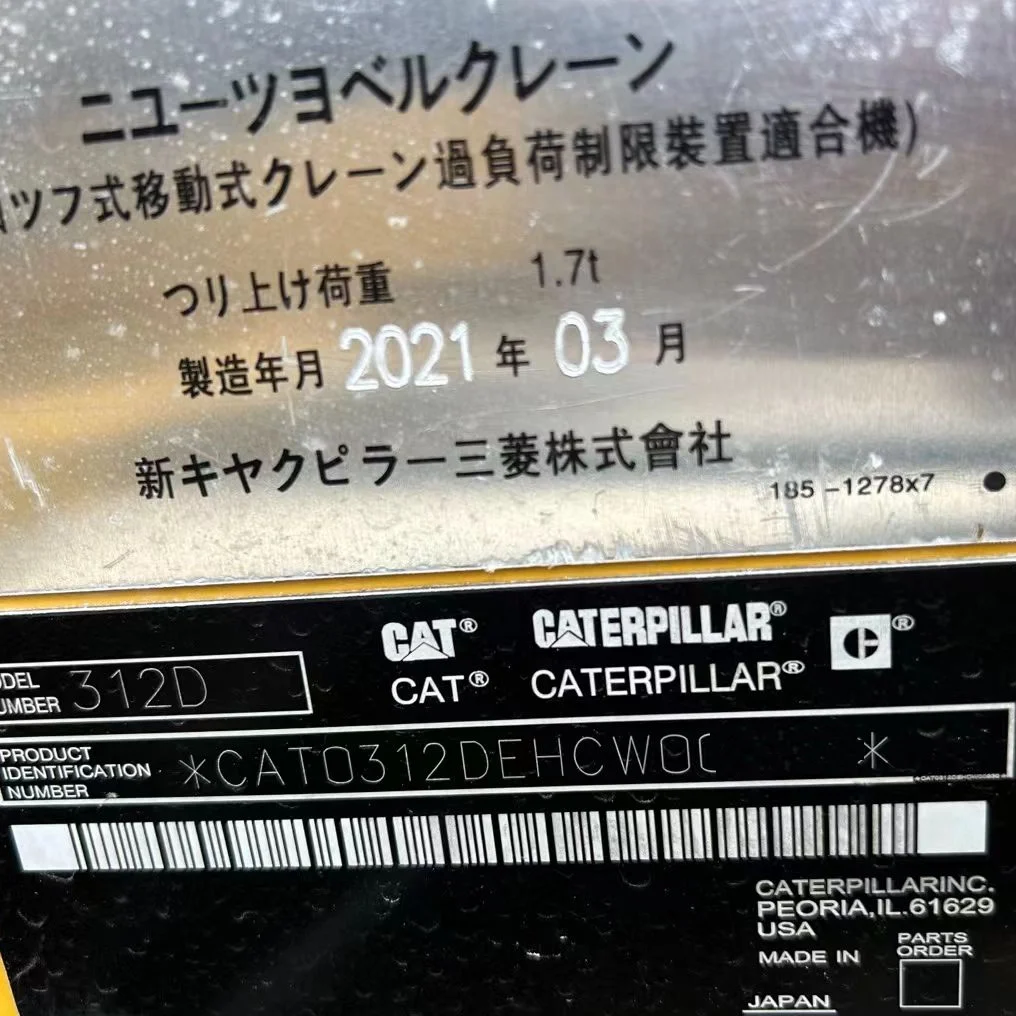 ニユーツヨベルクレーン
ツフ式移動式クレーン過負荷制限装置適合機)
つり上け荷重 1.7t
製造年月 2021 年 03 月
新キヤクピラー三菱株式會社
185-1278x7
CAT® CATERPILLAR® ®
CAT® CATERPILLAR®
ODEL
UMBER 312D
PRODUCT
IDENTIFICATION
NUMBER *CAT0312DEHCW0 *
CATERPILLARINC.
PEORIA,IL.61629
USA
MADE IN
JAPAN
PARTS
ORDER